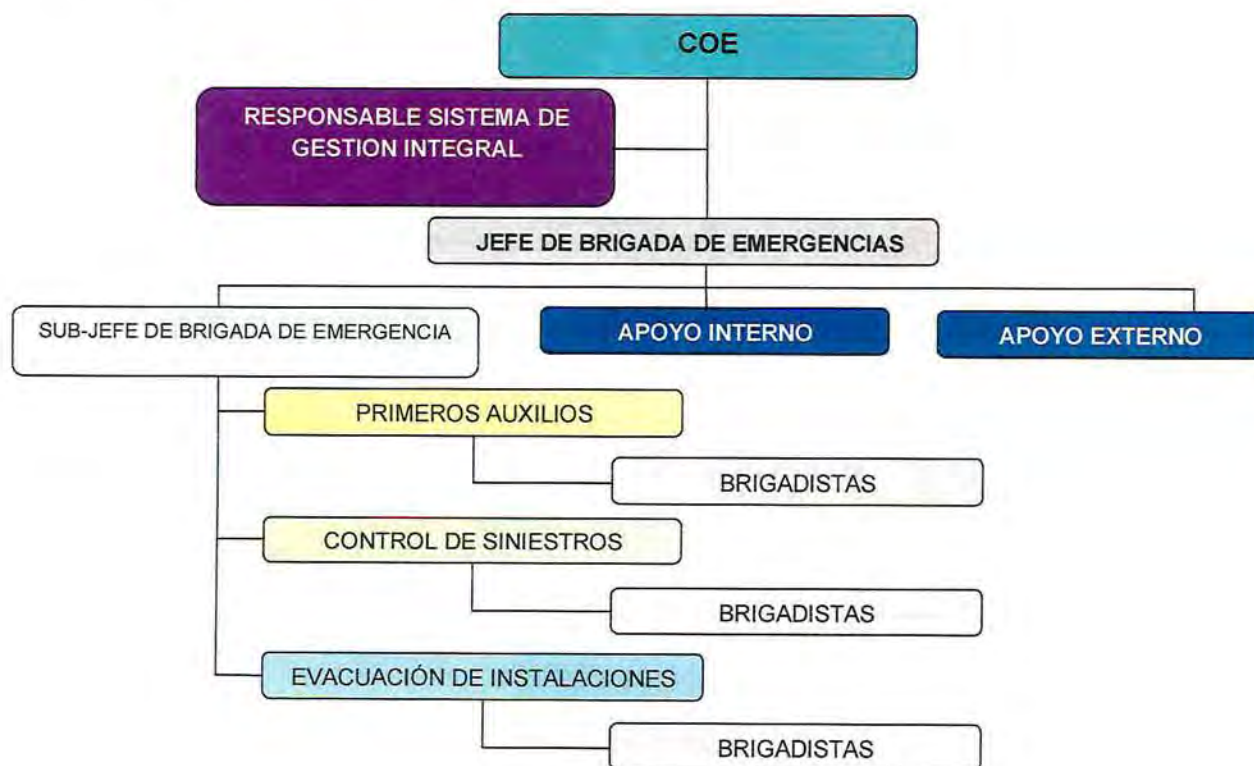 COE
RESPONSABLE SISTEMA DE
GESTION INTEGRAL
JEFE DE BRIGADA DE EMERGENCIAS
SUB-JEFE DE BRIGADA DE EMERGENCIA
APOYO INTERNO
APOYO EXTERNO
PRIMEROS AUXILIOS
BRIGADISTAS
CONTROL DE SINIESTROS
BRIGADISTAS
EVACUACIÓN DE INSTALACIONES
BRIGADISTAS